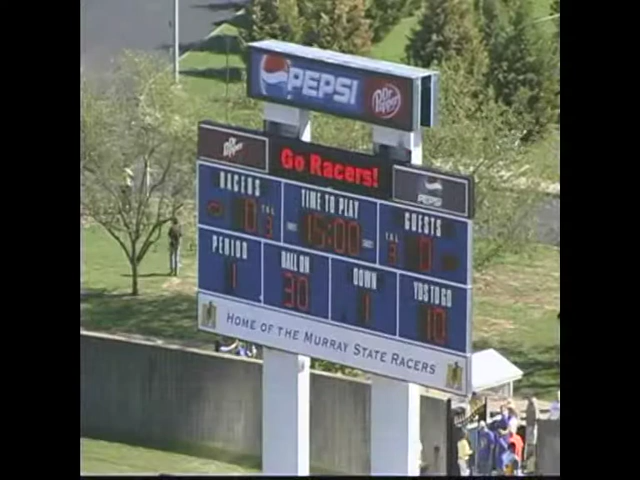 PEPSI Dr Pepper
Dr Pepper Go Racers! PEPSI
RACERS TIME TO PLAY GUESTS
0 T.O.L 3 15:00 T.O.L 3 0
PERIOD BALL ON DOWN YDS TO GO
1 30 1 10
HOME OF THE MURRAY STATE RACERS